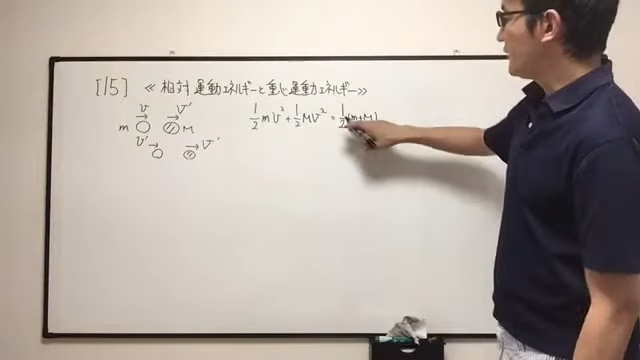 [15] 《相対運動エネルギーと重心運動エネルギー》
v V'
m M
v' V'
1/2 mv² + 1/2 MV² = 1/2 (m+M)